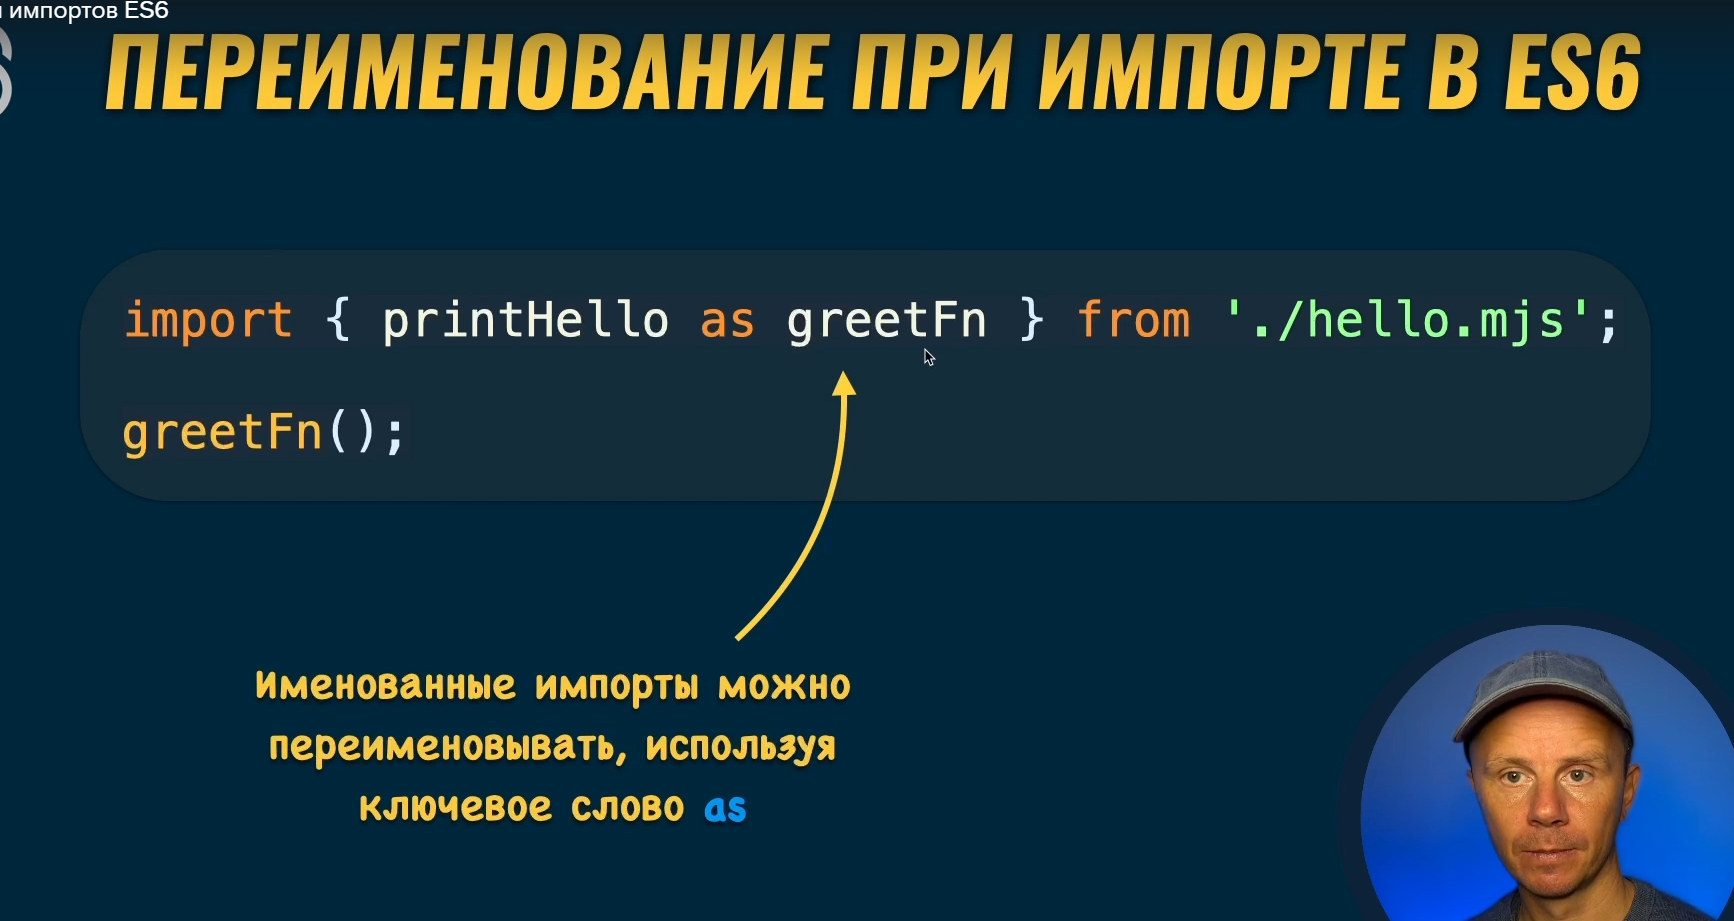 импортов ES6
ПЕРЕИМЕНОВАНИЕ ПРИ ИМПОРТЕ В ES6
import { printHello as greetFn } from './hello.mjs';
greetFn();
Именованные импорты можно
переименовывать, используя
ключевое слово as